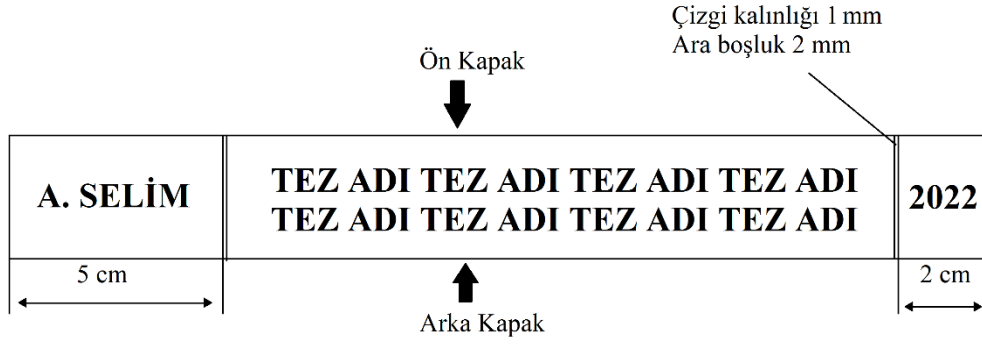 Çizgi kalınlığı 1 mm
Ara boşluk 2 mm
Ön Kapak
A. SELİM
TEZ ADI TEZ ADI TEZ ADI TEZ ADI
TEZ ADI TEZ ADI TEZ ADI TEZ ADI
2022
5 cm
2 cm
Arka Kapak